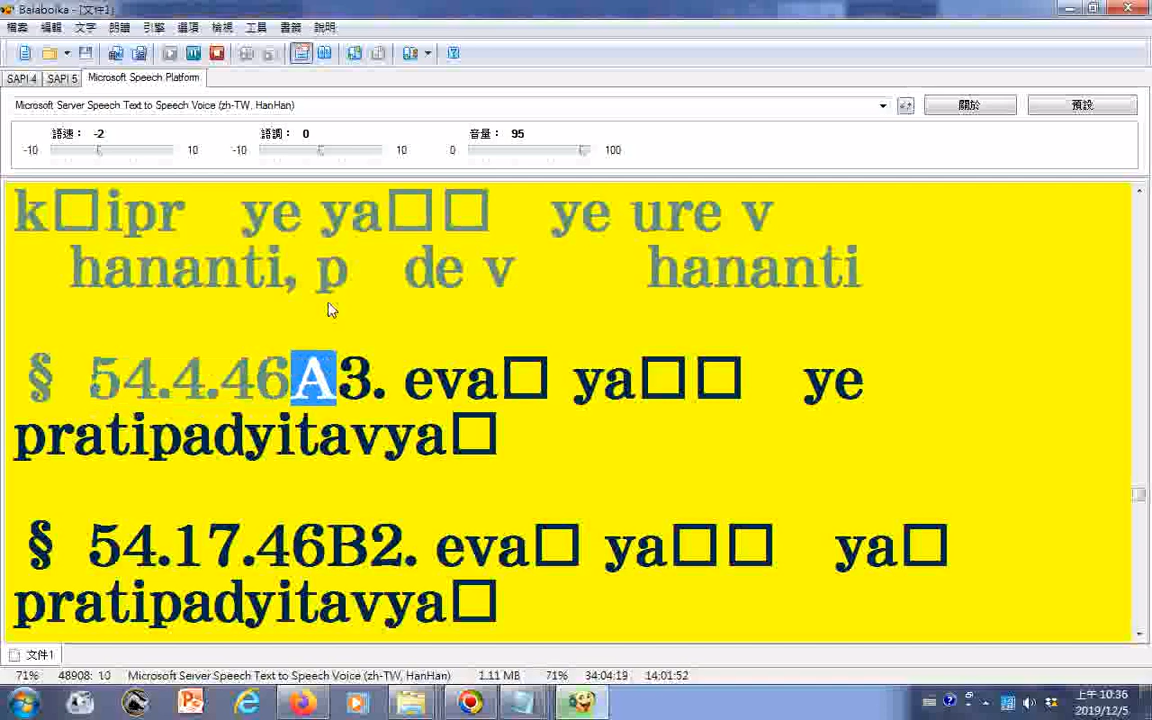 Balabolka - [文件1]
檔案 編輯 文字 朗讀 引擎 選項 檢視 工具 書籤 說明
SAPI 4 SAPI 5 Microsoft Speech Platform
Microsoft Server Speech Text to Speech Voice (zh-TW, HanHan) 關於 預設
語速： -2 語調： 0 音量： 95
-10 10 -10 10 0 100
k□ipr ye ya□□ ye ure v
hananti, p de v hananti
§ 54.4.46A3. eva□ ya□□ ye
pratipadyitavya□
§ 54.17.46B2. eva□ ya□□ ya□
pratipadyitavya□
文件1
71% 48908: 10 Microsoft Server Speech Text to Speech Voice (zh-TW, HanHan) 1.11 MB 71% 34:04:19 14:01:52
上午 10:36
2019/12/5